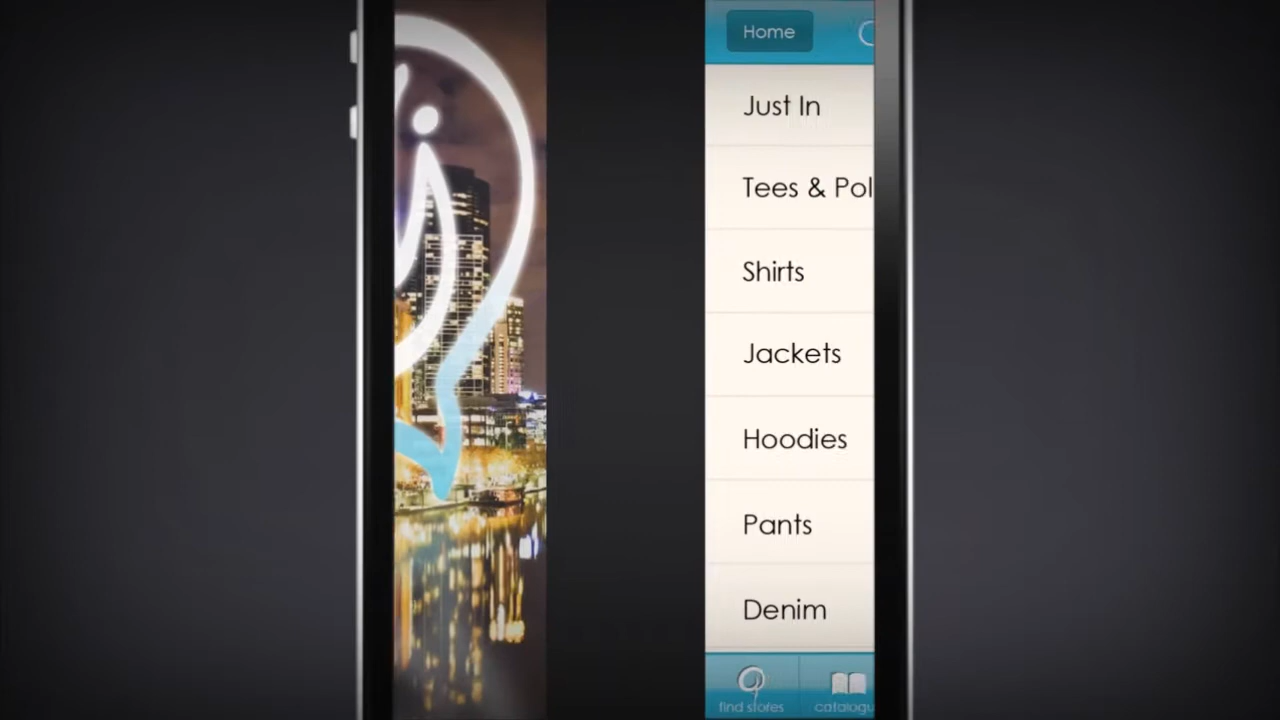 Home
Just In
Tees & Pol
Shirts
Jackets
Hoodies
Pants
Denim
find stores
catalogu